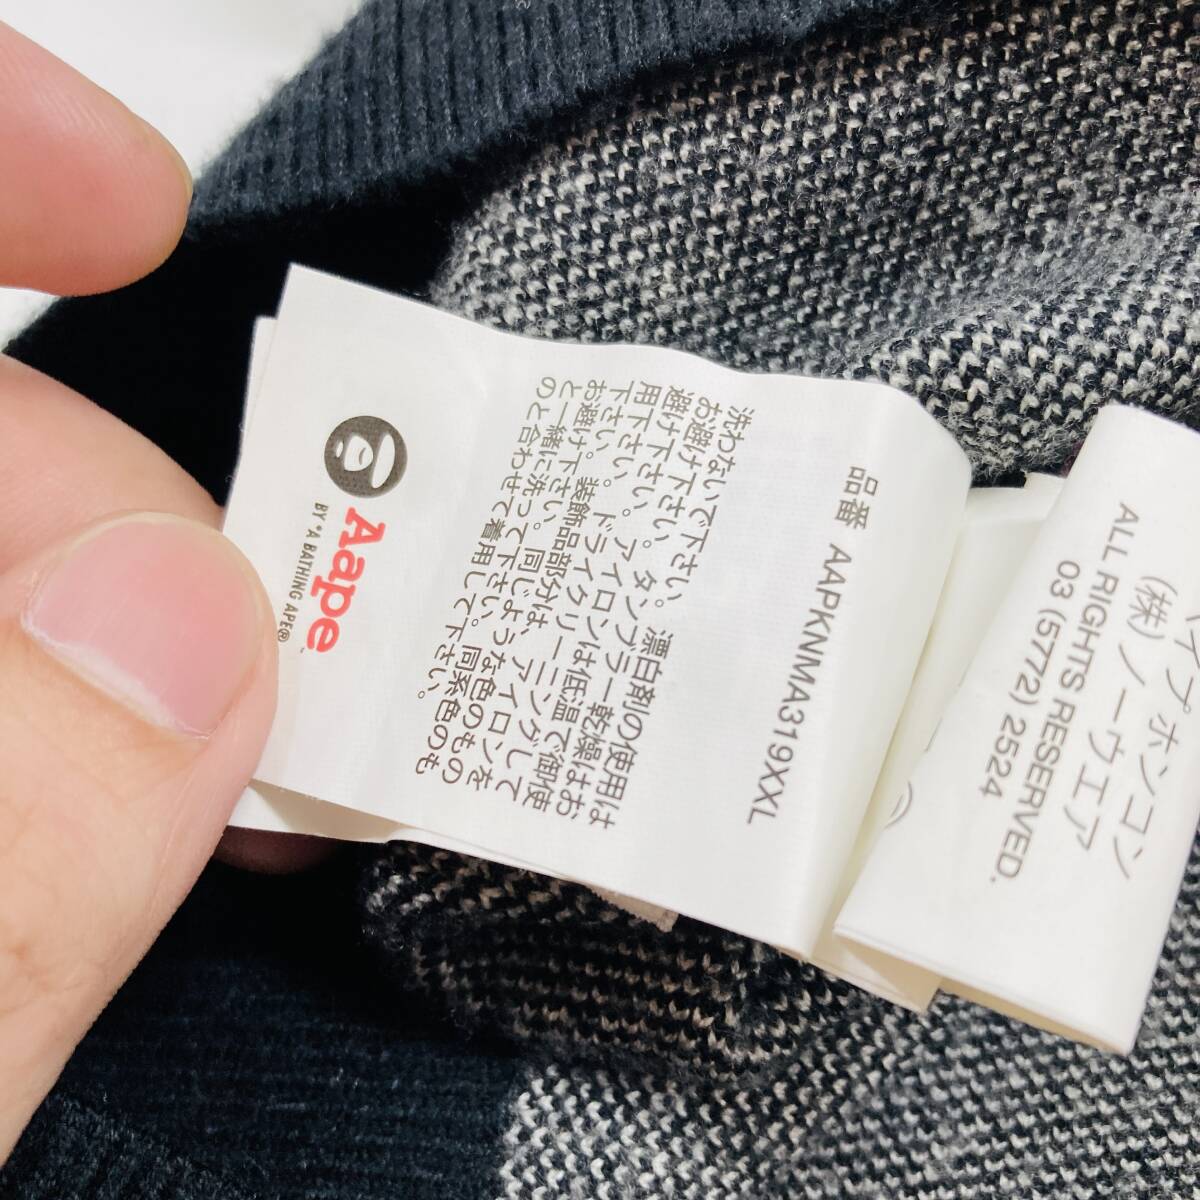 品番 AAPKNMA319XXL
洗わないで下さい。漂白剤の使用は
お避け下さい。タンブラー乾燥はお
避け下さい。アイロンは低温で御使
用下さい。ドライクリーニングして
下さい。装飾品部分は、アイロンを
お避け下さい。同じような色のもの
と一緒に洗って下さい。同系色のも
のと合わせて着用して下さい。
Aape
BY *A BATHING APE®
イプホンコン
(株)ノーウエア
ALL RIGHTS RESERVED.
03 (5772) 2524